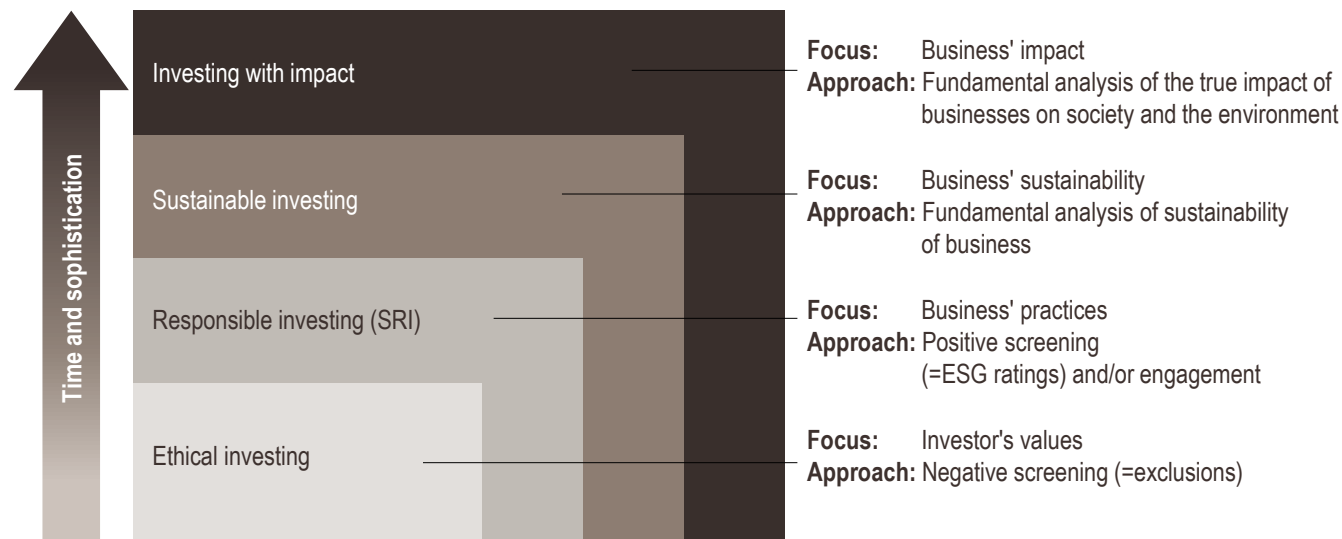 Time and sophistication
Investing with impact
Focus: Business' impact
Approach: Fundamental analysis of the true impact of
businesses on society and the environment
Sustainable investing
Focus: Business' sustainability
Approach: Fundamental analysis of sustainability
of business
Responsible investing (SRI)
Focus: Business' practices
Approach: Positive screening
(=ESG ratings) and/or engagement
Ethical investing
Focus: Investor's values
Approach: Negative screening (=exclusions)